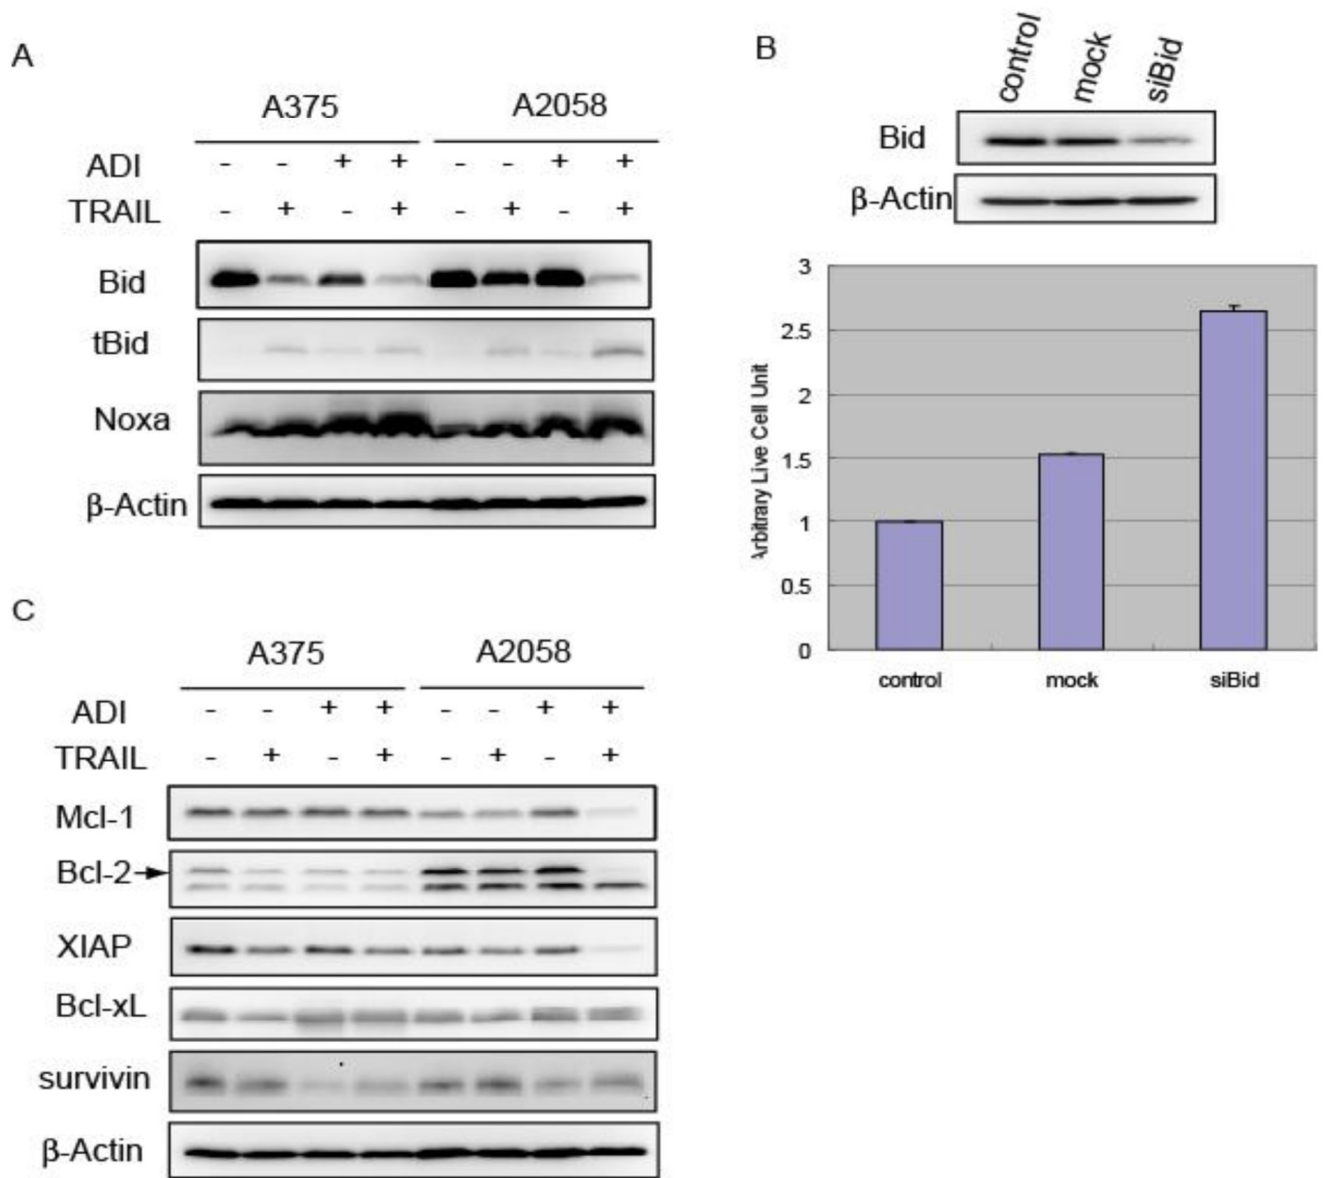 A
A375 A2058
ADI - - + + - - + +
TRAIL - + - + - + - +
Bid
tBid
Noxa
β-Actin
B
control mock siBid
Bid
β-Actin
3
2.5
2
1.5
1
0.5
0
Arbitrary Live Cell Unit
control mock siBid
C
A375 A2058
ADI - - + + - - + +
TRAIL - + - + - + - +
Mcl-1
Bcl-2
XIAP
Bcl-xL
survivin
β-Actin